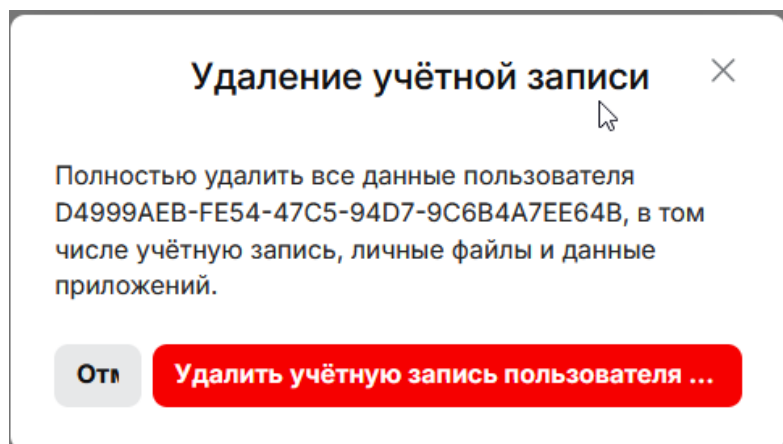 Удаление учётной записи
Полностью удалить все данные пользователя
D4999AEB-FE54-47C5-94D7-9C6B4A7EE64B, в том
числе учётную запись, личные файлы и данные
приложений.
Отм
Удалить учётную запись пользователя ...